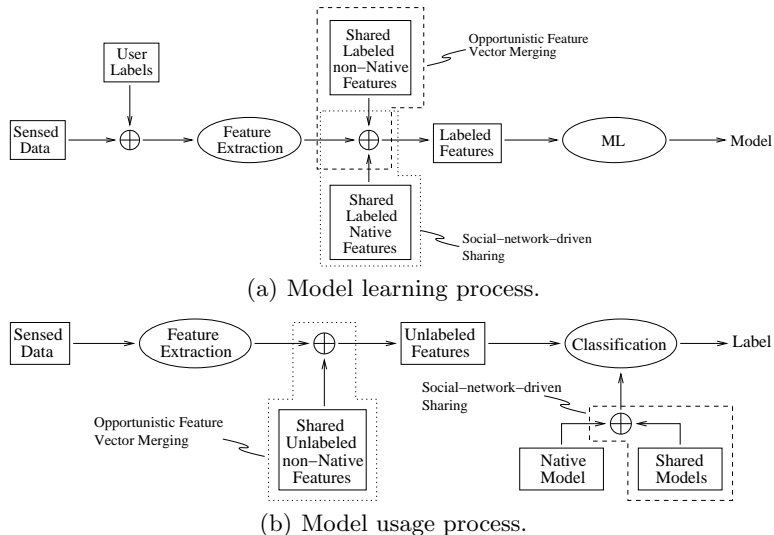 Shared
Labeled
non−Native
Features
Opportunistic Feature
Vector Merging
User
Labels
Sensed
Data
Feature
Extraction
Labeled
Features
ML
Model
Shared
Labeled
Native
Features
Social−network−driven
Sharing
(a) Model learning process.
Sensed
Data
Feature
Extraction
Unlabeled
Features
Classification
Label
Social−network−driven
Sharing
Opportunistic Feature
Vector Merging
Shared
Unlabeled
non−Native
Features
Native
Model
Shared
Models
(b) Model usage process.